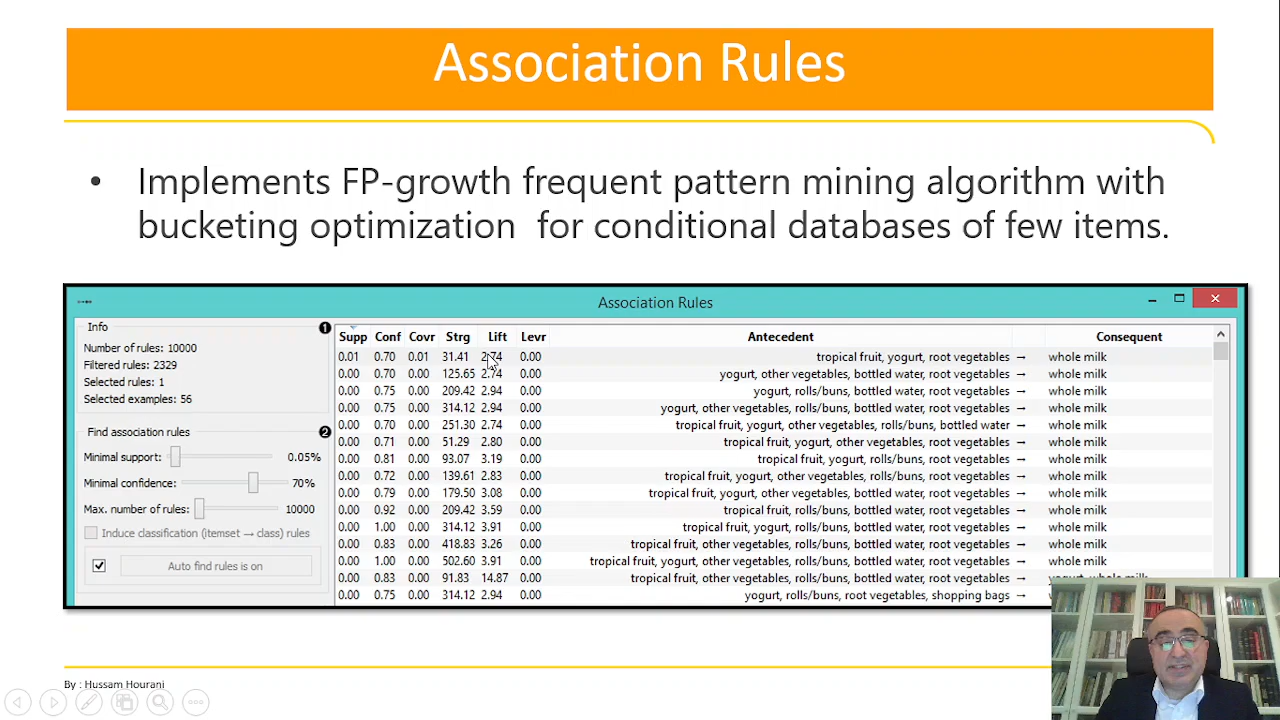 Association Rules
• Implements FP-growth frequent pattern mining algorithm with
bucketing optimization for conditional databases of few items.
Association Rules
Info
1
Number of rules: 10000
Filtered rules: 2329
Selected rules: 1
Selected examples: 56
Find association rules
2
Minimal support: 0.05%
Minimal confidence: 70%
Max. number of rules: 10000
Induce classification (itemset → class) rules
Auto find rules is on
Supp Conf Covr Strg Lift Levr Antecedent Consequent
0.01 0.70 0.01 31.41 2.74 0.00 tropical fruit, yogurt, root vegetables → whole milk
0.00 0.70 0.00 125.65 2.74 0.00 yogurt, other vegetables, bottled water, root vegetables → whole milk
0.00 0.75 0.00 209.42 2.94 0.00 yogurt, rolls/buns, bottled water, root vegetables → whole milk
0.00 0.75 0.00 314.12 2.94 0.00 yogurt, other vegetables, rolls/buns, bottled water, root vegetables → whole milk
0.00 0.70 0.00 251.30 2.74 0.00 tropical fruit, yogurt, other vegetables, rolls/buns, bottled water → whole milk
0.00 0.71 0.00 51.29 2.80 0.00 tropical fruit, yogurt, other vegetables, root vegetables → whole milk
0.00 0.81 0.00 93.07 3.19 0.00 tropical fruit, yogurt, rolls/buns, root vegetables → whole milk
0.00 0.72 0.00 139.61 2.83 0.00 tropical fruit, yogurt, other vegetables, rolls/buns, root vegetables → whole milk
0.00 0.79 0.00 179.50 3.08 0.00 tropical fruit, yogurt, other vegetables, bottled water, root vegetables → whole milk
0.00 0.92 0.00 209.42 3.59 0.00 tropical fruit, rolls/buns, bottled water, root vegetables → whole milk
0.00 1.00 0.00 314.12 3.91 0.00 tropical fruit, yogurt, rolls/buns, bottled water, root vegetables → whole milk
0.00 0.83 0.00 418.83 3.26 0.00 tropical fruit, other vegetables, rolls/buns, bottled water, root vegetables → whole milk
0.00 1.00 0.00 502.60 3.91 0.00 tropical fruit, yogurt, other vegetables, rolls/buns, bottled water, root vegetables → whole milk
0.00 0.83 0.00 91.83 14.87 0.00 tropical fruit, other vegetables, rolls/buns, bottled water, root vegetables → yogurt, whole milk
0.00 0.75 0.00 314.12 2.94 0.00 yogurt, rolls/buns, root vegetables, shopping bags →
By : Hussam Hourani